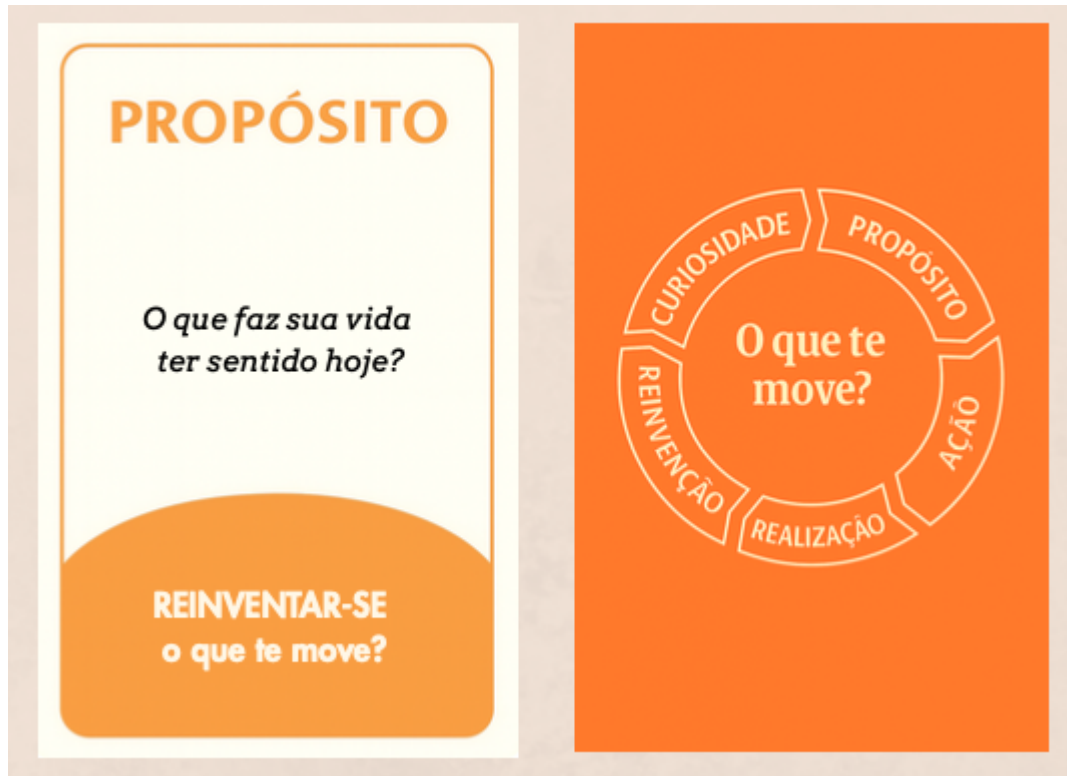 PROPÓSITO
O que faz sua vida
ter sentido hoje?
REINVENTAR-SE
o que te move?
CURIOSIDADE
PROPÓSITO
AÇÃO
REALIZAÇÃO
REINVENÇÃO
O que te
move?